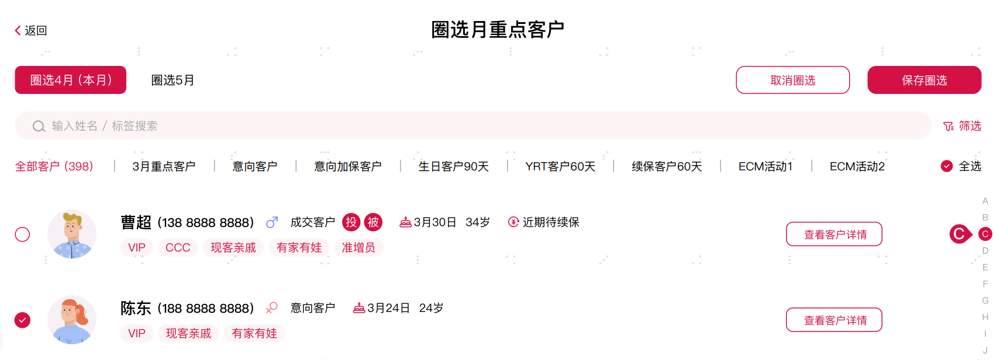 返回
圈选月重点客户
圈选4月 (本月) 圈选5月 取消圈选 保存圈选
输入姓名 / 标签搜索 筛选
全部客户 (398) 3月重点客户 意向客户 意向加保客户 生日客户90天 YRT客户60天 续保客户60天 ECM活动1 ECM活动2 全选
曹超 (138 8888 8888) 成交客户 投 被 3月30日 34岁 近期待续保
VIP CCC 现客亲戚 有家有娃 准增员
查看客户详情
陈东 (188 8888 8888) 意向客户 3月24日 24岁
VIP 现客亲戚 有家有娃
查看客户详情
A
B
C C
D
E
F
G
H
I
J